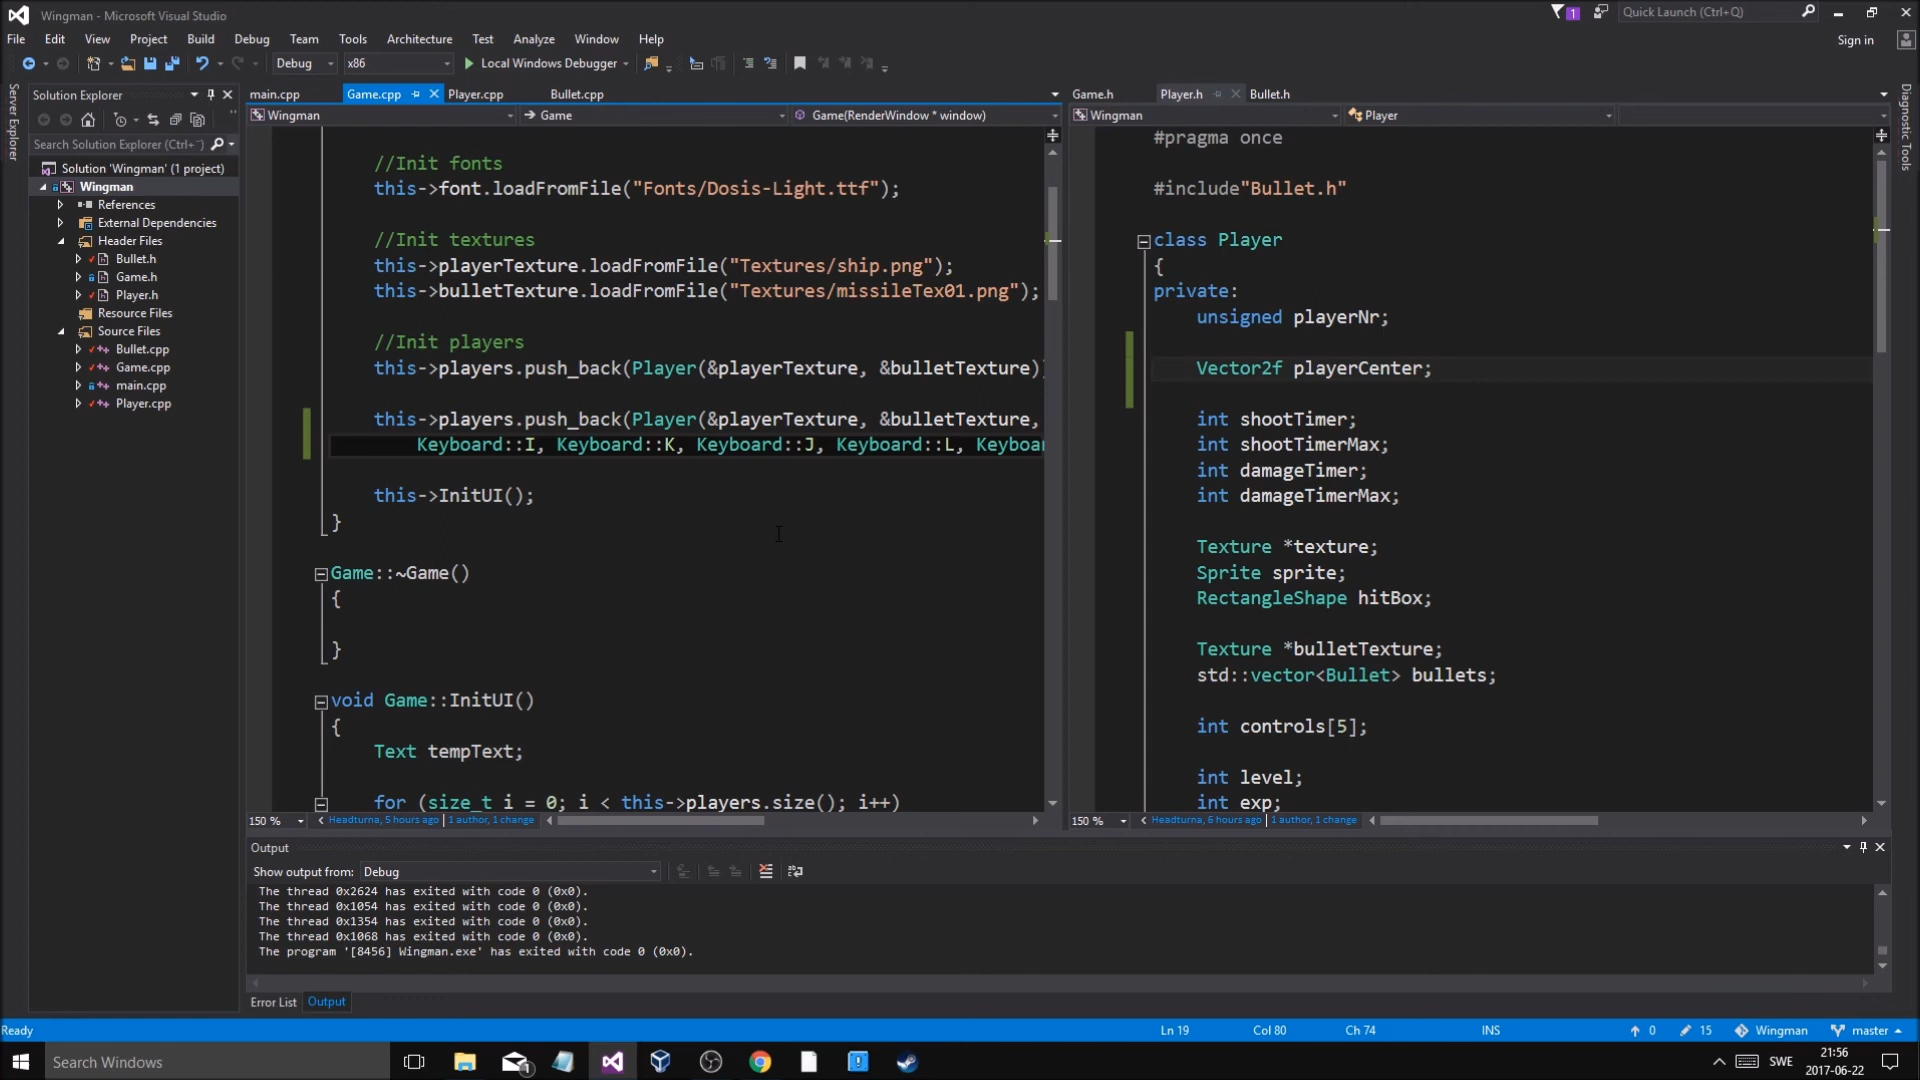 Wingman - Microsoft Visual Studio
1
Quick Launch (Ctrl+Q)
File Edit View Project Build Debug Team Tools Architecture Test Analyze Window Help
Sign in
Debug x86 Local Windows Debugger
Server Explorer
Solution Explorer
Search Solution Explorer (Ctrl+
Solution 'Wingman' (1 project)
Wingman
References
External Dependencies
Header Files
Bullet.h
Game.h
Player.h
Resource Files
Source Files
Bullet.cpp
Game.cpp
main.cpp
Player.cpp
main.cpp Game.cpp Player.cpp Bullet.cpp
Wingman Game Game(RenderWindow * window)
//Init fonts
this->font.loadFromFile("Fonts/Dosis-Light.ttf");
//Init textures
this->playerTexture.loadFromFile("Textures/ship.png");
this->bulletTexture.loadFromFile("Textures/missileTex01.png");
//Init players
this->players.push_back(Player(&playerTexture, &bulletTexture)
this->players.push_back(Player(&playerTexture, &bulletTexture,
Keyboard::I, Keyboard::K, Keyboard::J, Keyboard::L, Keyboar
this->InitUI();
}
Game::~Game()
{
}
void Game::InitUI()
{
Text tempText;
for (size_t i = 0; i < this->players.size(); i++)
150 % Headturna, 5 hours ago | 1 author, 1 change
Game.h Player.h Bullet.h
Wingman Player
#pragma once
#include"Bullet.h"
class Player
{
private:
unsigned playerNr;
Vector2f playerCenter;
int shootTimer;
int shootTimerMax;
int damageTimer;
int damageTimerMax;
Texture *texture;
Sprite sprite;
RectangleShape hitBox;
Texture *bulletTexture;
std::vector<Bullet> bullets;
int controls[5];
int level;
int exp;
150 % Headturna, 6 hours ago | 1 author, 1 change
Diagnostic Tools
Output
Show output from: Debug
The thread 0x2624 has exited with code 0 (0x0).
The thread 0x1054 has exited with code 0 (0x0).
The thread 0x1354 has exited with code 0 (0x0).
The thread 0x1068 has exited with code 0 (0x0).
The program '[8456] Wingman.exe' has exited with code 0 (0x0).
Error List Output
Ready Ln 19 Col 80 Ch 74 INS 0 15 Wingman master
Search Windows
1
SWE
21:56
2017-06-22